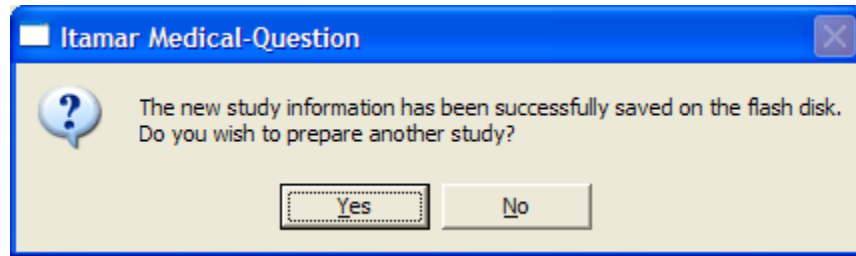 Itamar Medical-Question
The new study information has been successfully saved on the flash disk.
Do you wish to prepare another study?
Yes
No